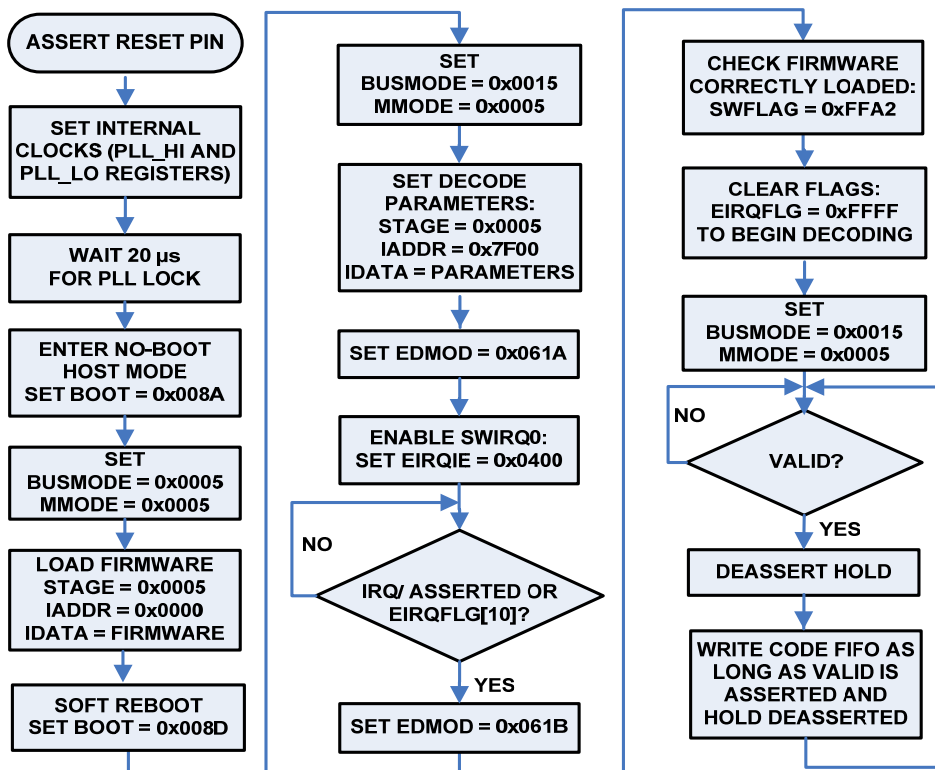 ASSERT RESET PIN
SET INTERNAL
CLOCKS (PLL_HI AND
PLL_LO REGISTERS)
WAIT 20 µs
FOR PLL LOCK
ENTER NO-BOOT
HOST MODE
SET BOOT = 0x008A
SET
BUSMODE = 0x0005
MMODE = 0x0005
LOAD FIRMWARE
STAGE = 0x0005
IADDR = 0x0000
IDATA = FIRMWARE
SOFT REBOOT
SET BOOT = 0x008D
SET
BUSMODE = 0x0015
MMODE = 0x0005
SET DECODE
PARAMETERS:
STAGE = 0x0005
IADDR = 0x7F00
IDATA = PARAMETERS
SET EDMOD = 0x061A
ENABLE SWIRQ0:
SET EIRQIE = 0x0400
NO
IRQ/ ASSERTED OR
EIRQFLG[10]?
YES
SET EDMOD = 0x061B
CHECK FIRMWARE
CORRECTLY LOADED:
SWFLAG = 0xFFA2
CLEAR FLAGS:
EIRQFLG = 0xFFFF
TO BEGIN DECODING
SET
BUSMODE = 0x0015
MMODE = 0x0005
NO
VALID?
YES
DEASSERT HOLD
WRITE CODE FIFO AS
LONG AS VALID IS
ASSERTED AND
HOLD DEASSERTED